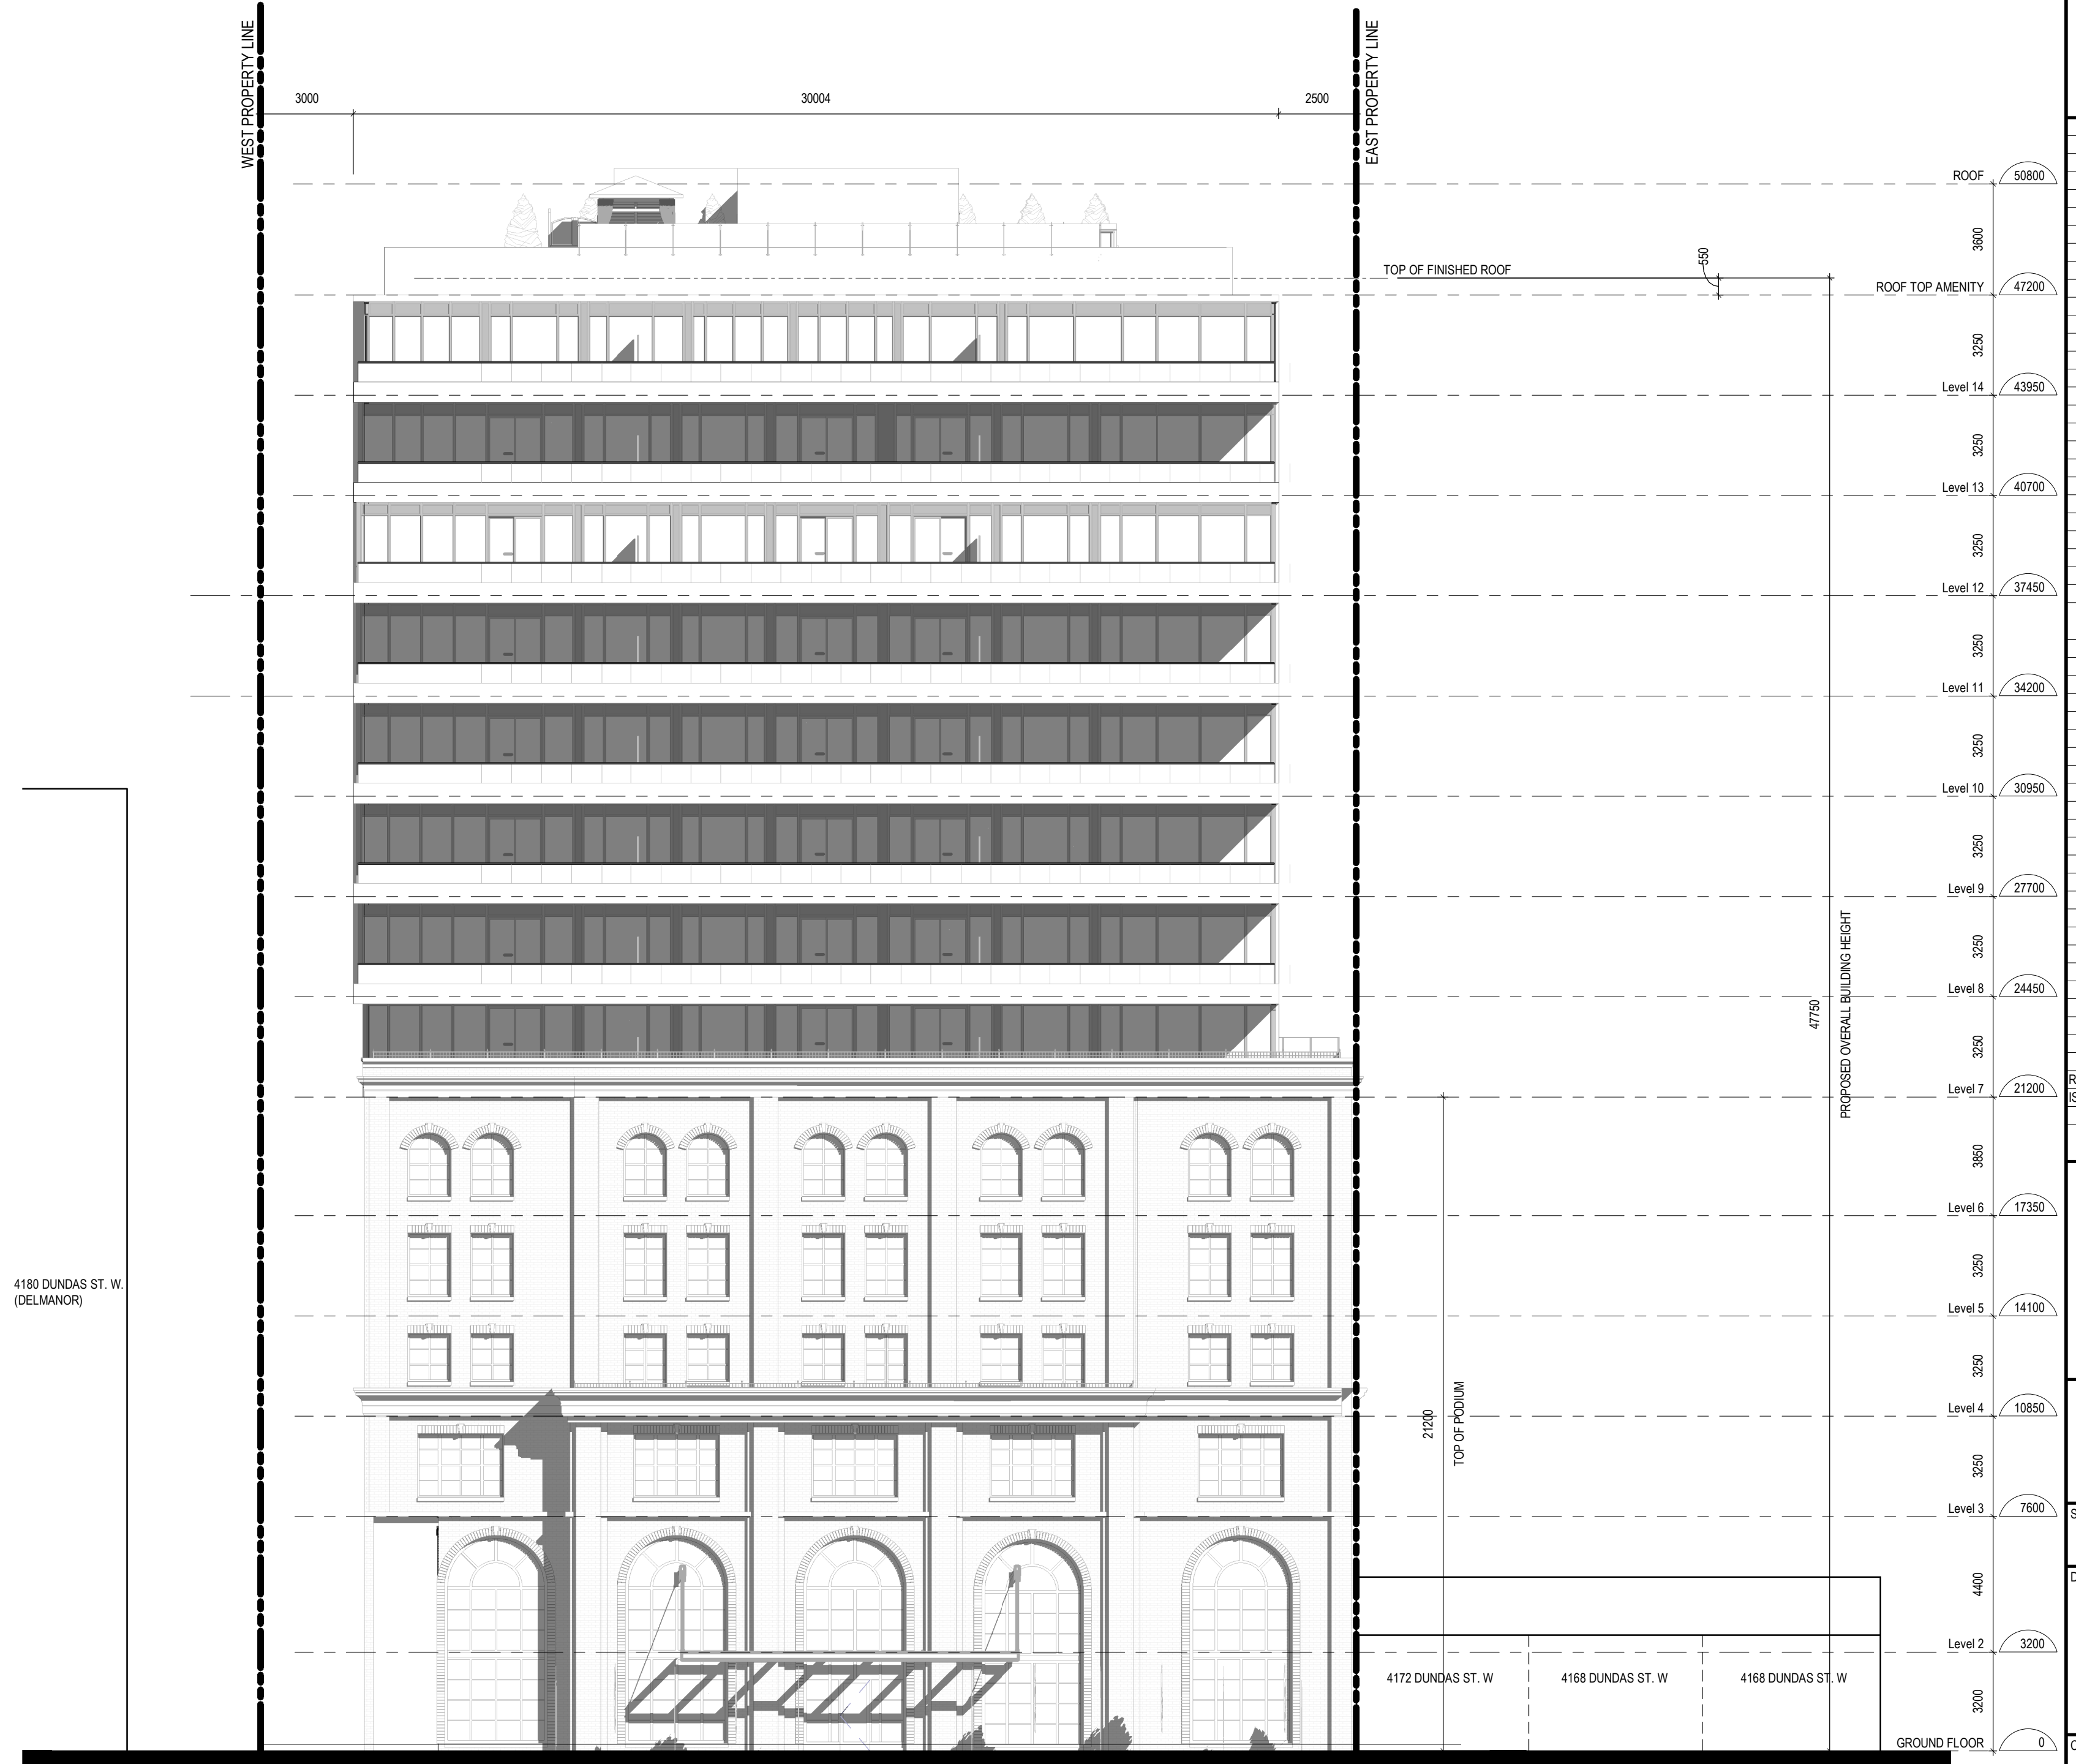 WEST PROPERTY LINE
EAST PROPERTY LINE
3000
30004
2500
ROOF 50800
3600
TOP OF FINISHED ROOF
550
ROOF TOP AMENITY 47200
3250
Level 14 43950
3250
Level 13 40700
3250
Level 12 37450
3250
Level 11 34200
3250
Level 10 30950
3250
Level 9 27700
3250
Level 8 24450
3250
47750
PROPOSED OVERALL BUILDING HEIGHT
Level 7 21200
3850
Level 6 17350
3250
4180 DUNDAS ST. W.
(DELMANOR)
Level 5 14100
3250
21200
TOP OF PODIUM
Level 4 10850
3250
Level 3 7600
4400
Level 2 3200
4172 DUNDAS ST. W
4168 DUNDAS ST. W
4168 DUNDAS ST. W
3200
GROUND FLOOR 0